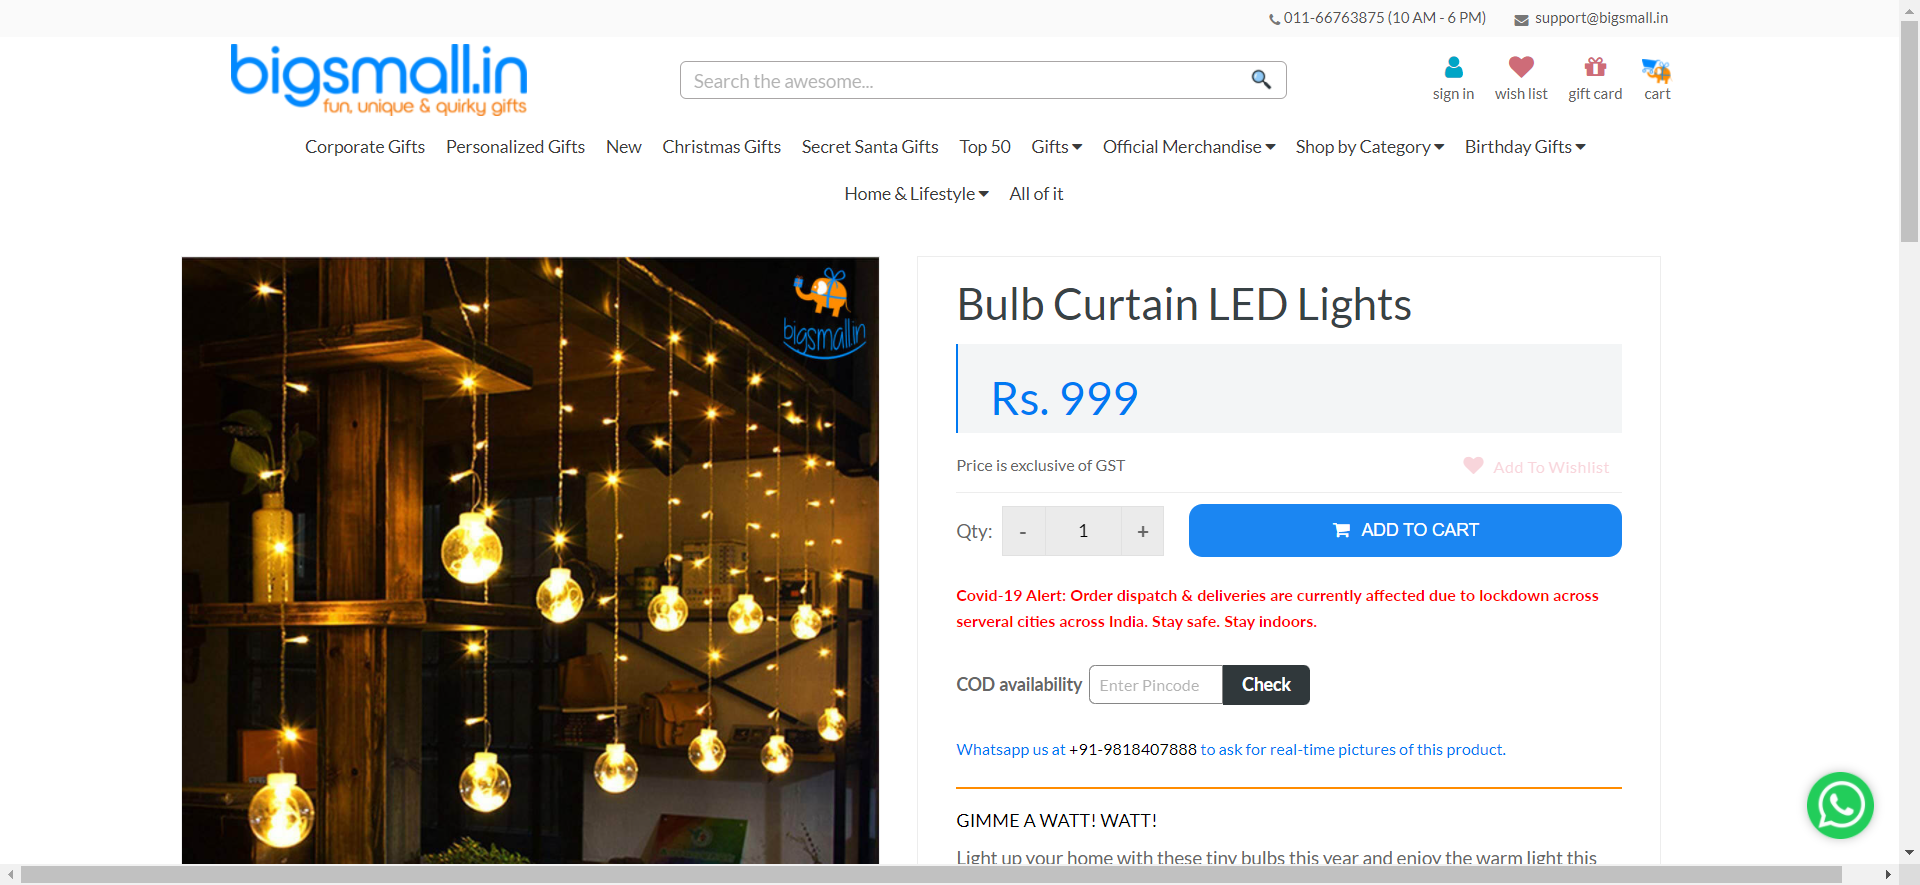 011-66763875 (10 AM - 6 PM) support@bigsmall.in
bigsmall.in
fun, unique & quirky gifts
Search the awesome...
sign in wish list gift card cart
Corporate Gifts Personalized Gifts New Christmas Gifts Secret Santa Gifts Top 50 Gifts Official Merchandise Shop by Category Birthday Gifts
Home & Lifestyle All of it
bigsmall.in
Bulb Curtain LED Lights
Rs. 999
Price is exclusive of GST Add To Wishlist
Qty: - 1 + ADD TO CART
Covid-19 Alert: Order dispatch & deliveries are currently affected due to lockdown across
serveral cities across India. Stay safe. Stay indoors.
COD availability Enter Pincode Check
Whatsapp us at +91-9818407888 to ask for real-time pictures of this product.
GIMME A WATT! WATT!
Light up your home with these tiny bulbs this year and enjoy the warm light this